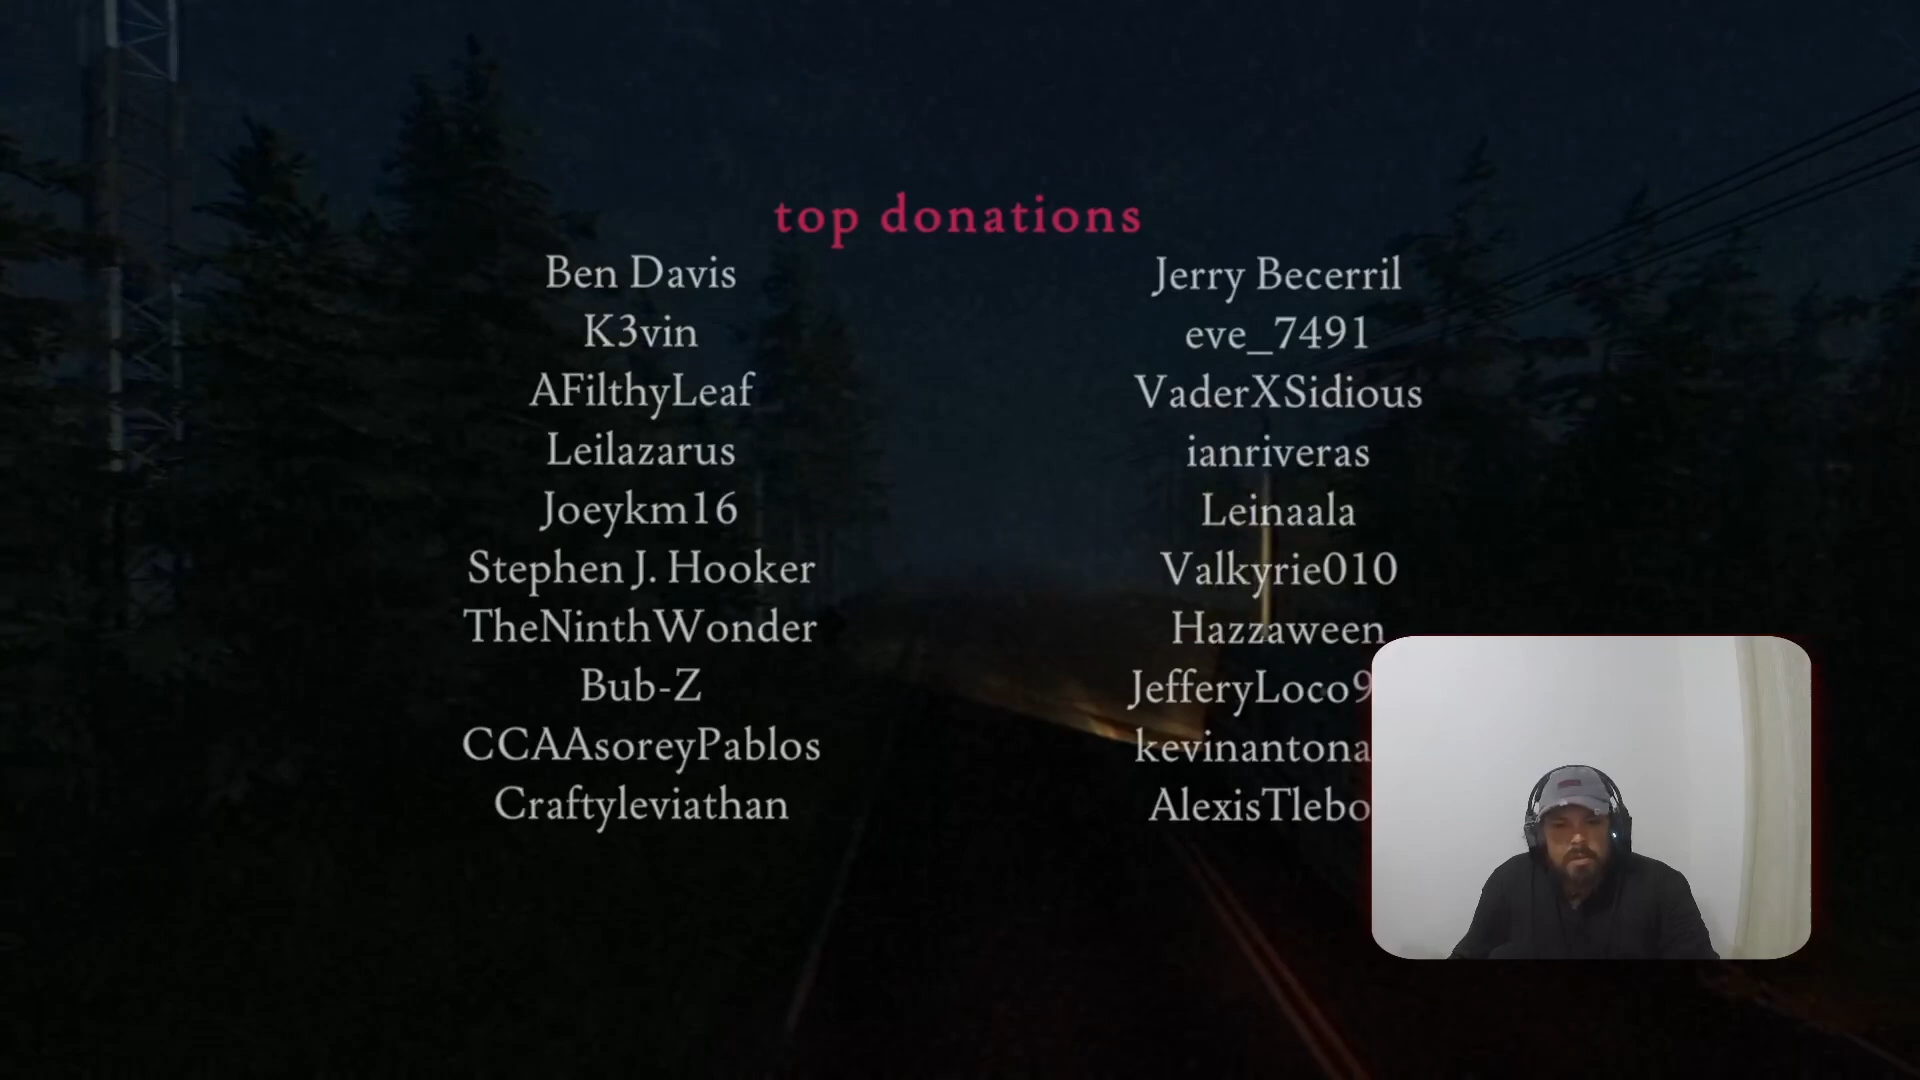 top donations
Ben Davis
K3vin
AFilthyLeaf
Leilazarus
Joeykm16
Stephen J. Hooker
TheNinthWonder
Bub-Z
CCAAsoreyPablos
Craftyleviathan
Jerry Becerril
eve_7491
VaderXSidious
ianriveras
Leinaala
Valkyrie010
Hazzaween